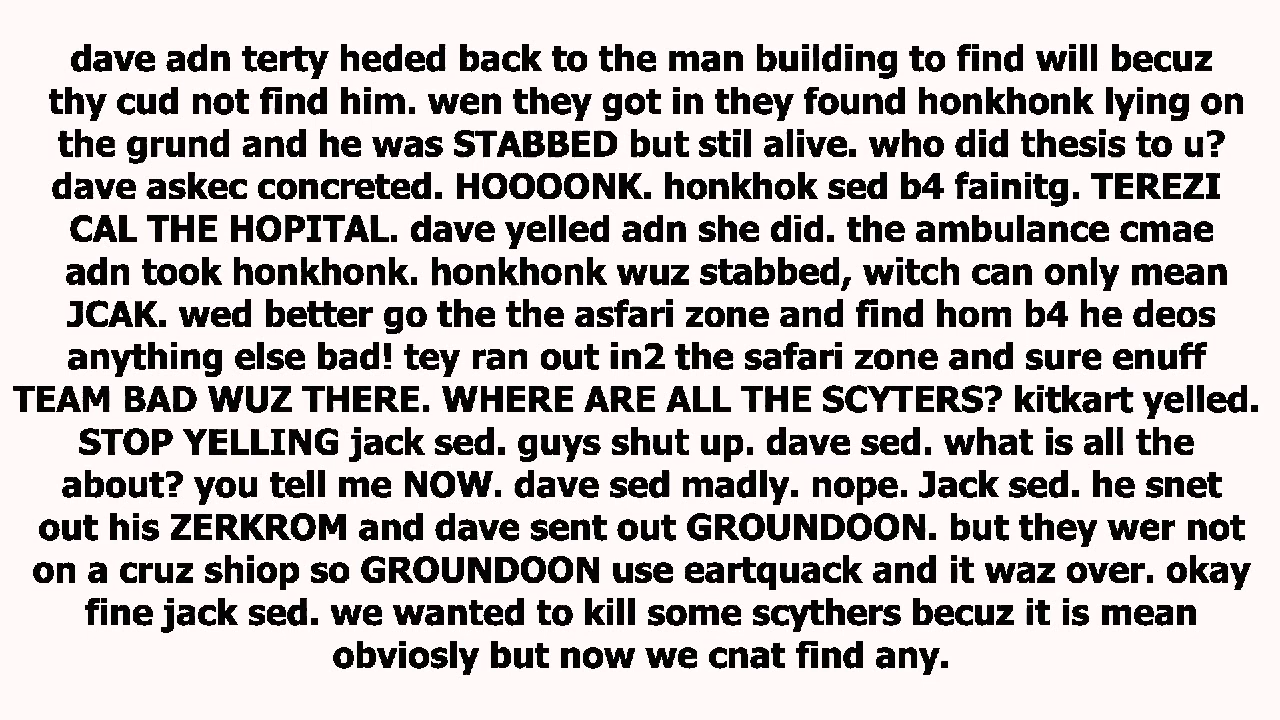 dave adn terty heded back to the man building to find will becuz
thy cud not find him. wen they got in they found honkhonk lying on
the grund and he was STABBED but stil alive. who did thesis to u?
dave askec concreted. HOOOONK. honkhok sed b4 fainitg. TEREZI
CAL THE HOPITAL. dave yelled adn she did. the ambulance cmae
adn took honkhonk. honkhonk wuz stabbed, witch can only mean
JCAK. wed better go the the asfari zone and find hom b4 he deos
anything else bad! tey ran out in2 the safari zone and sure enuff
TEAM BAD WUZ THERE. WHERE ARE ALL THE SCYTERS? kitkart yelled.
STOP YELLING jack sed. guys shut up. dave sed. what is all the
about? you tell me NOW. dave sed madly. nope. Jack sed. he snet
out his ZERKROM and dave sent out GROUNDOON. but they wer not
on a cruz shiop so GROUNDOON use eartquack and it waz over. okay
fine jack sed. we wanted to kill some scythers becuz it is mean
obviosly but now we cnat find any.